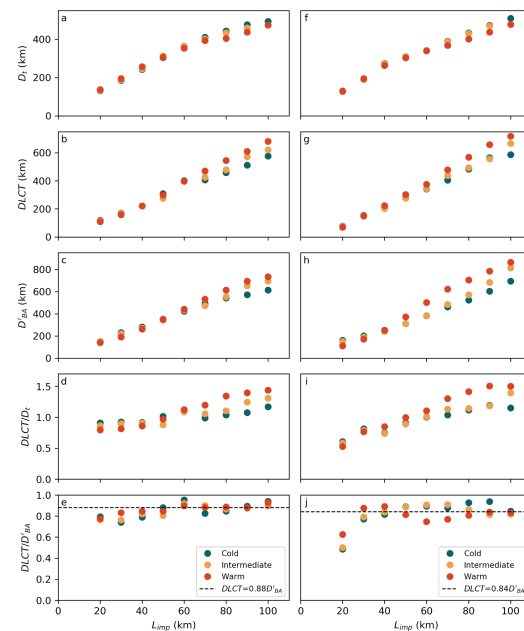 a
400
200
0
D_t (km)
f
b
600
400
200
0
DLCT (km)
g
c
800
600
400
200
0
D'_BA (km)
h
d
1.5
1.0
0.5
0.0
DLCT/D_t
i
e
1.0
0.8
0.6
0.4
0.2
0.0
DLCT/D'_BA
Cold
Intermediate
Warm
DLCT=0.88D'_BA
0 20 40 60 80 100
L_imp (km)
j
Cold
Intermediate
Warm
DLCT=0.84D'_BA
0 20 40 60 80 100
L_imp (km)